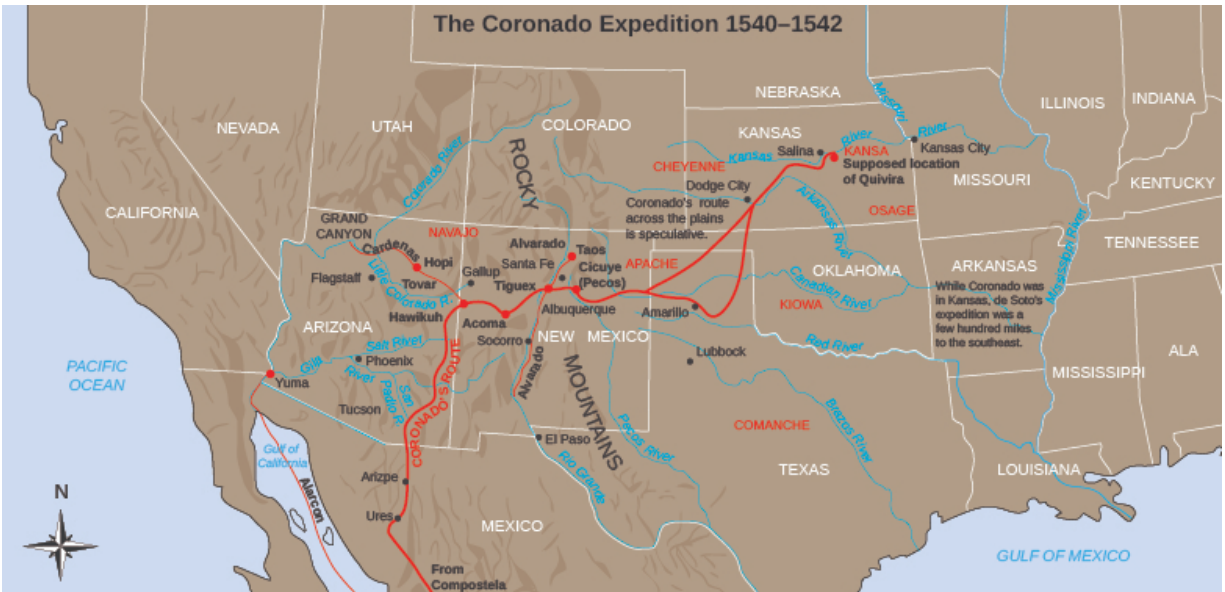 The Coronado Expedition 1540–1542
NEBRASKA
Missouri
ILLINOIS
INDIANA
NEVADA
UTAH
COLORADO
KANSAS
River
River
Kansas City
Salina
KANSA
Kansas
Supposed location
of Quivira
ROCKY
CHEYENNE
Colorado River
Dodge City
MISSOURI
KENTUCKY
CALIFORNIA
Coronado's route
across the plains
is speculative.
Arkansas River
OSAGE
GRAND
CANYON
NAVAJO
Cardenas
Hopi
Alvarado
Taos
TENNESSEE
Mississippi River
Santa Fe
Cicuye
(Pecos)
APACHE
Flagstaff
Tovar
Gallup
Tiguex
OKLAHOMA
ARKANSAS
Little Colorado R.
Canadian River
While Coronado was
in Kansas, de Soto's
expedition was a
few hundred miles
to the southeast.
Hawikuh
Acoma
Albuquerque
Amarillo
KIOWA
ARIZONA
Salt River
Socorro
NEW MEXICO
Red River
PACIFIC
OCEAN
Gila
River
Phoenix
Lubbock
ALA
MISSISSIPPI
Yuma
San
Pedro R.
Tucson
CORONADO'S ROUTE
Alvarado
MOUNTAINS
Brazos River
COMANCHE
El Paso
Pecos River
Gulf of
California
Rio Grande
TEXAS
LOUISIANA
Arizpe
Alarcon
N
Ures
MEXICO
GULF OF MEXICO
From
Compostela